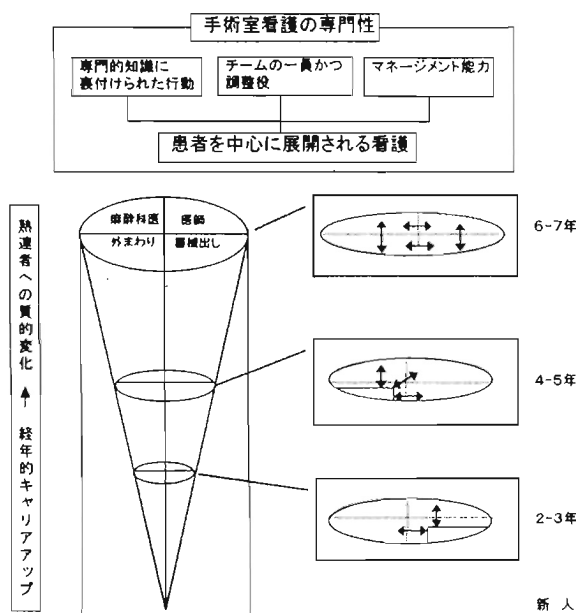 手術室看護の専門性
専門的知識に
裏付けられた行動
チームの一員かつ
調整役
マネージメント能力
患者を中心に展開される看護
熟達者への質的変化
経年的キャリアアップ
麻酔科医
医師
外まわり
器械出し
6-7年
4-5年
2-3年
新人